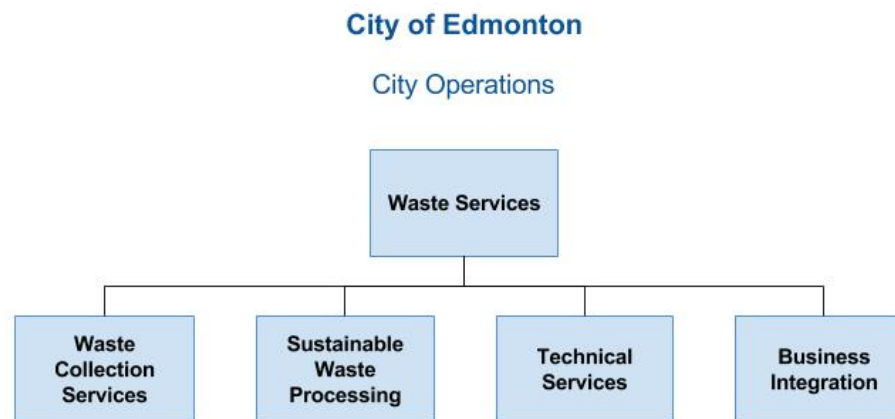 City of Edmonton
City Operations
Waste Services
Waste
Collection
Services
Sustainable
Waste
Processing
Technical
Services
Business
Integration